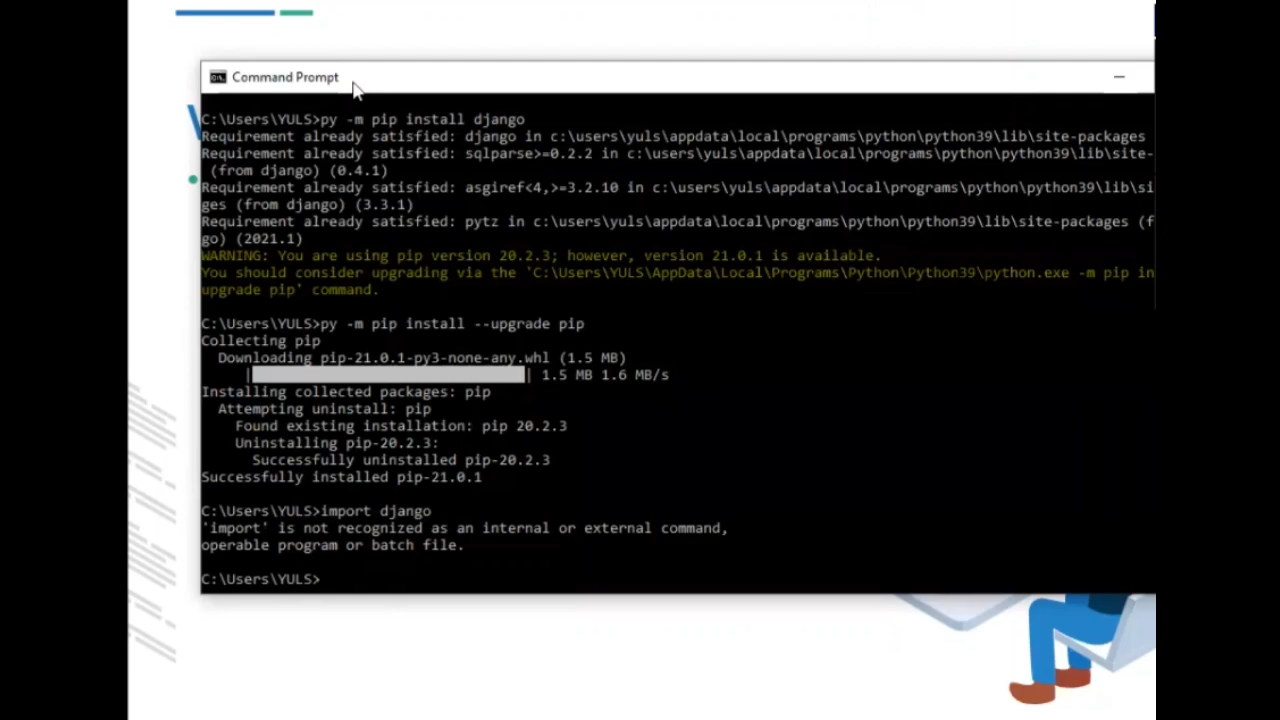 Command Prompt
C:\Users\YULS>py -m pip install django
Requirement already satisfied: django in c:\users\yuls\appdata\local\programs\python\python39\lib\site-packages
Requirement already satisfied: sqlparse>=0.2.2 in c:\users\yuls\appdata\local\programs\python\python39\lib\site-
(from django) (0.4.1)
Requirement already satisfied: asgiref<4,>=3.2.10 in c:\users\yuls\appdata\local\programs\python\python39\lib\si
ges (from django) (3.3.1)
Requirement already satisfied: pytz in c:\users\yuls\appdata\local\programs\python\python39\lib\site-packages (f
go) (2021.1)
WARNING: You are using pip version 20.2.3; however, version 21.0.1 is available.
You should consider upgrading via the 'C:\Users\YULS\AppData\Local\Programs\Python\Python39\python.exe -m pip in
upgrade pip' command.
C:\Users\YULS>py -m pip install --upgrade pip
Collecting pip
Downloading pip-21.0.1-py3-none-any.whl (1.5 MB)
| | 1.5 MB 1.6 MB/s
Installing collected packages: pip
Attempting uninstall: pip
Found existing installation: pip 20.2.3
Uninstalling pip-20.2.3:
Successfully uninstalled pip-20.2.3
Successfully installed pip-21.0.1
C:\Users\YULS>import django
'import' is not recognized as an internal or external command,
operable program or batch file.
C:\Users\YULS>